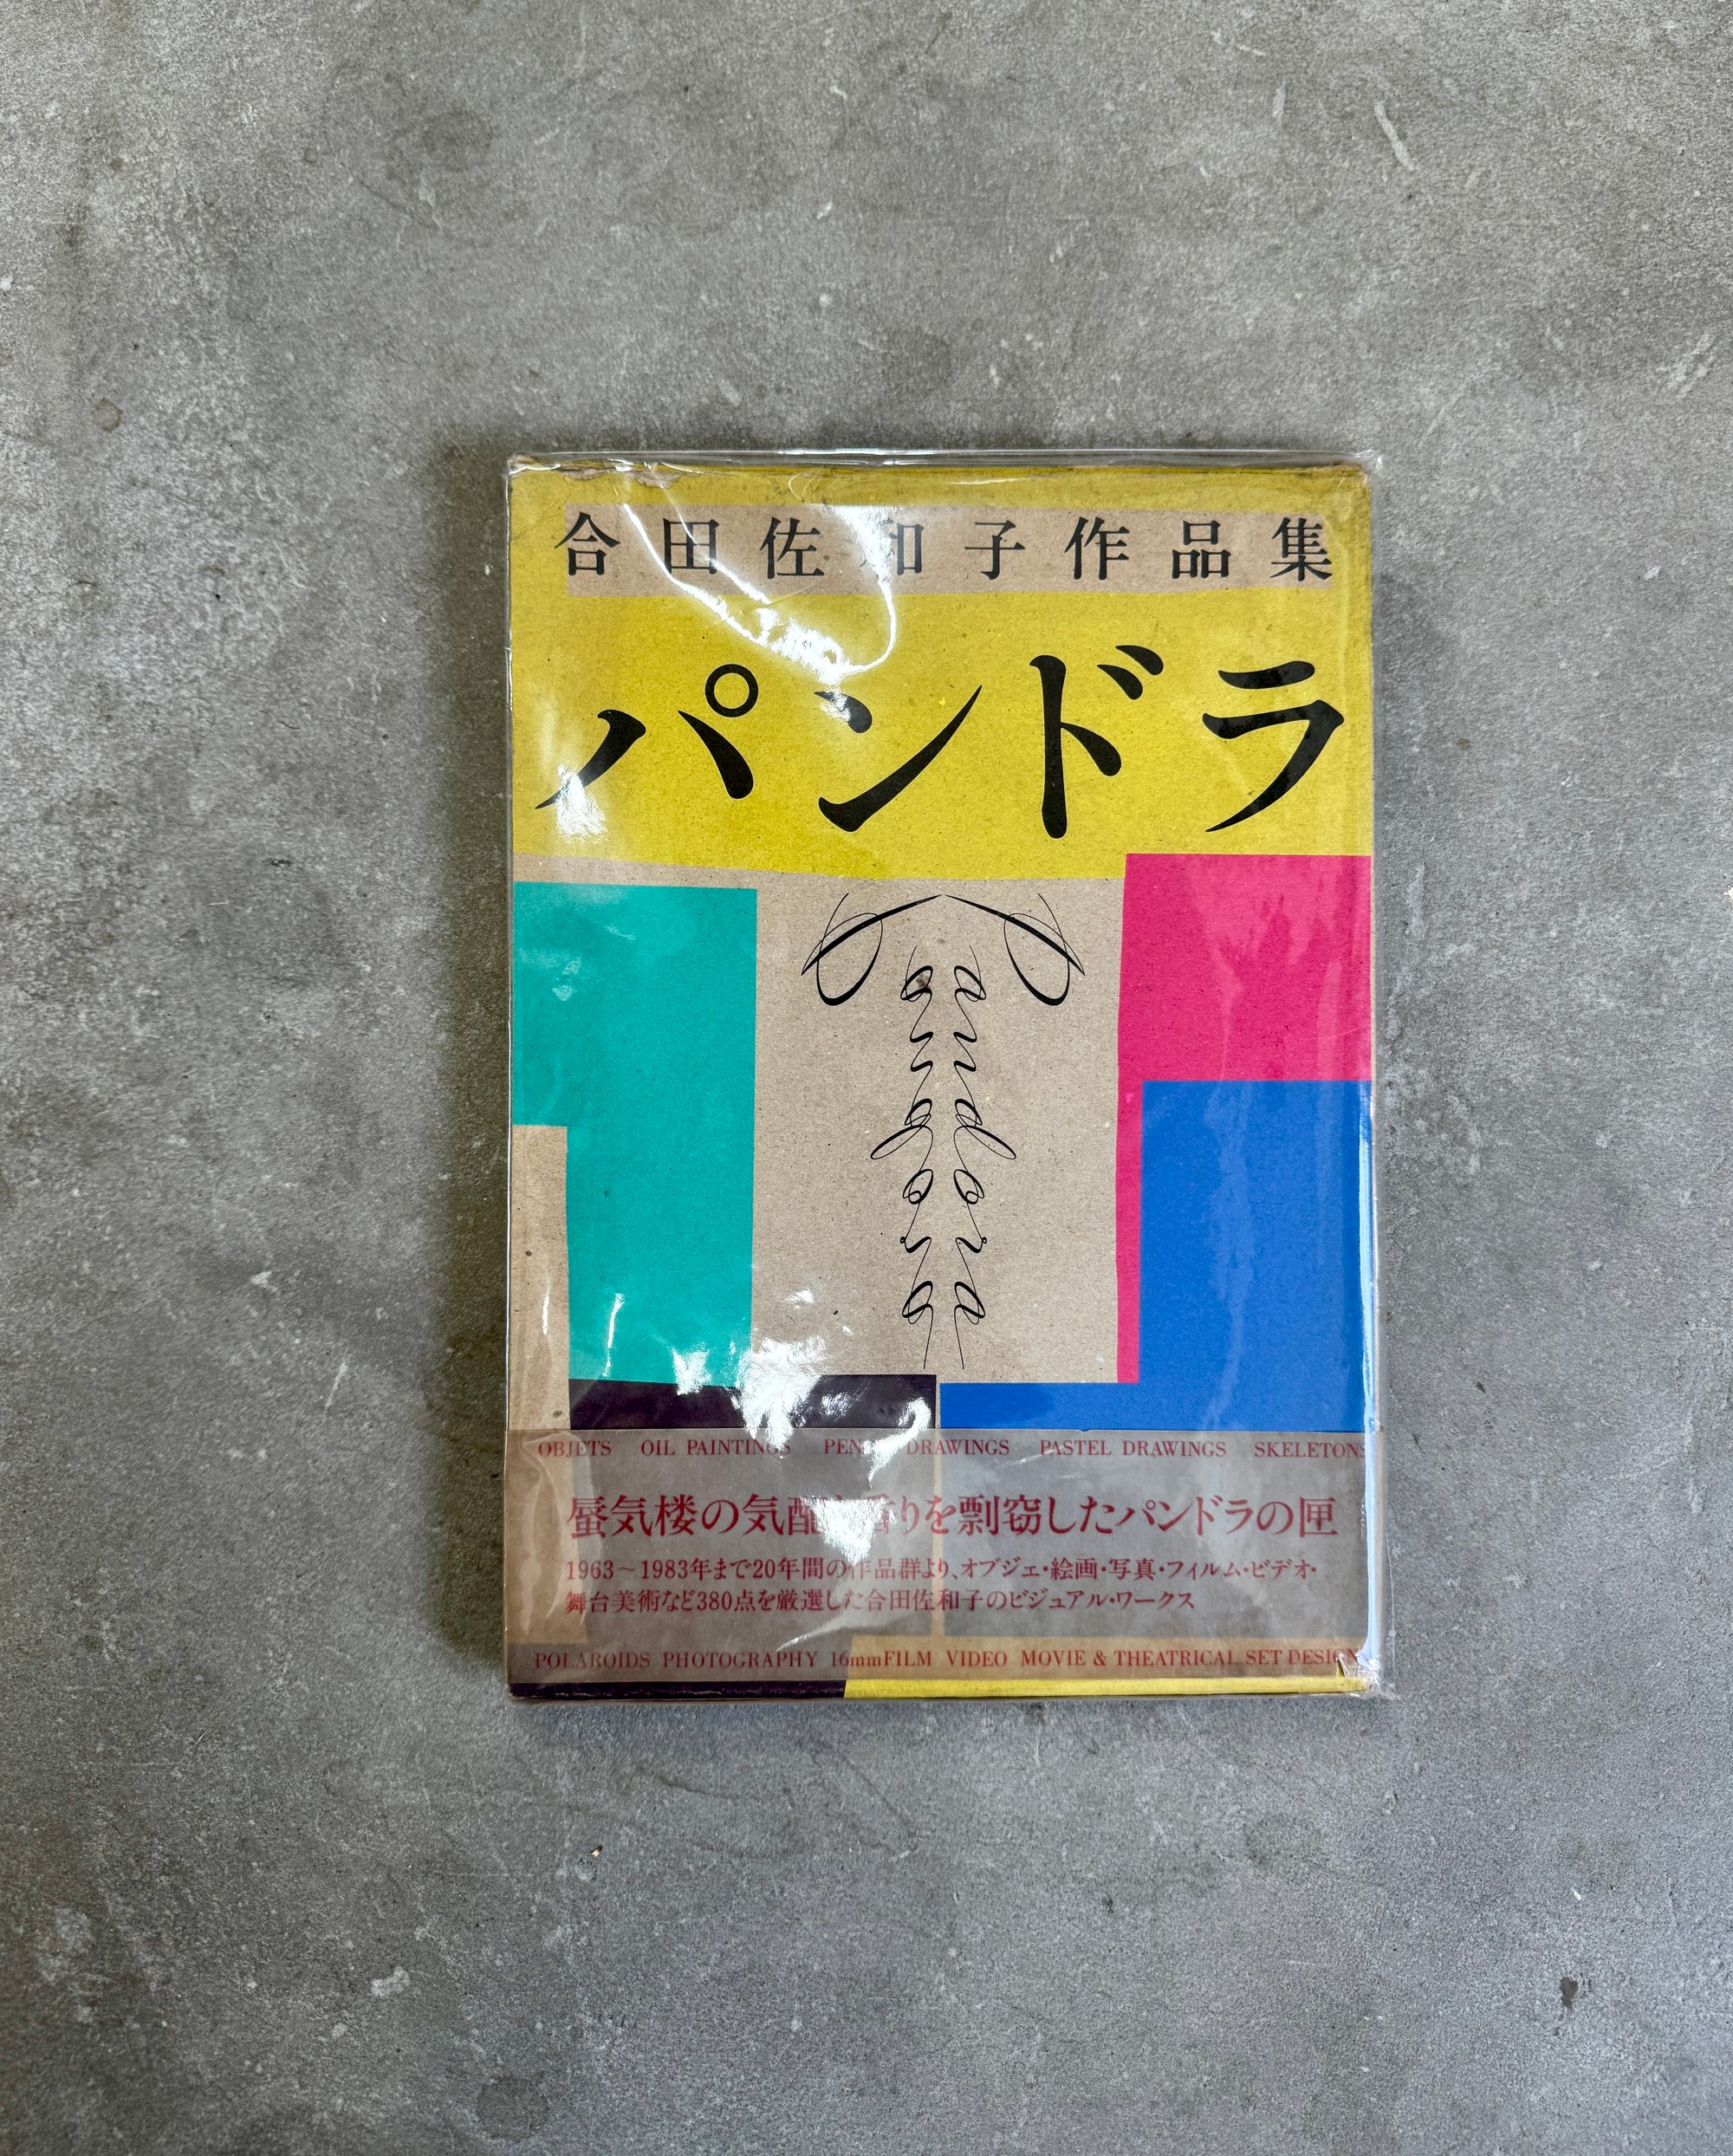 合田佐和子作品集
パンドラ
OBJETS OIL PAINTINGS PENCIL DRAWINGS PASTEL DRAWINGS SKELETONS
蜃気楼の気配と香りを剽窃したパンドラの匣
1963～1983年まで20年間の作品群より、オブジェ・絵画・写真・フィルム・ビデオ・
舞台美術など380点を厳選した合田佐和子のビジュアル・ワークス
POLAROIDS PHOTOGRAPHY 16mmFILM VIDEO MOVIE & THEATRICAL SET DESIGN